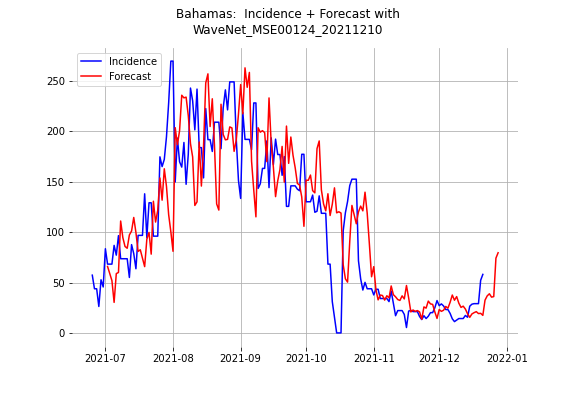 Bahamas:  Incidence + Forecast with
WaveNet_MSE00124_20211210
Incidence
Forecast
250
200
150
100
50
0
2021-07 2021-08 2021-09 2021-10 2021-11 2021-12 2022-01